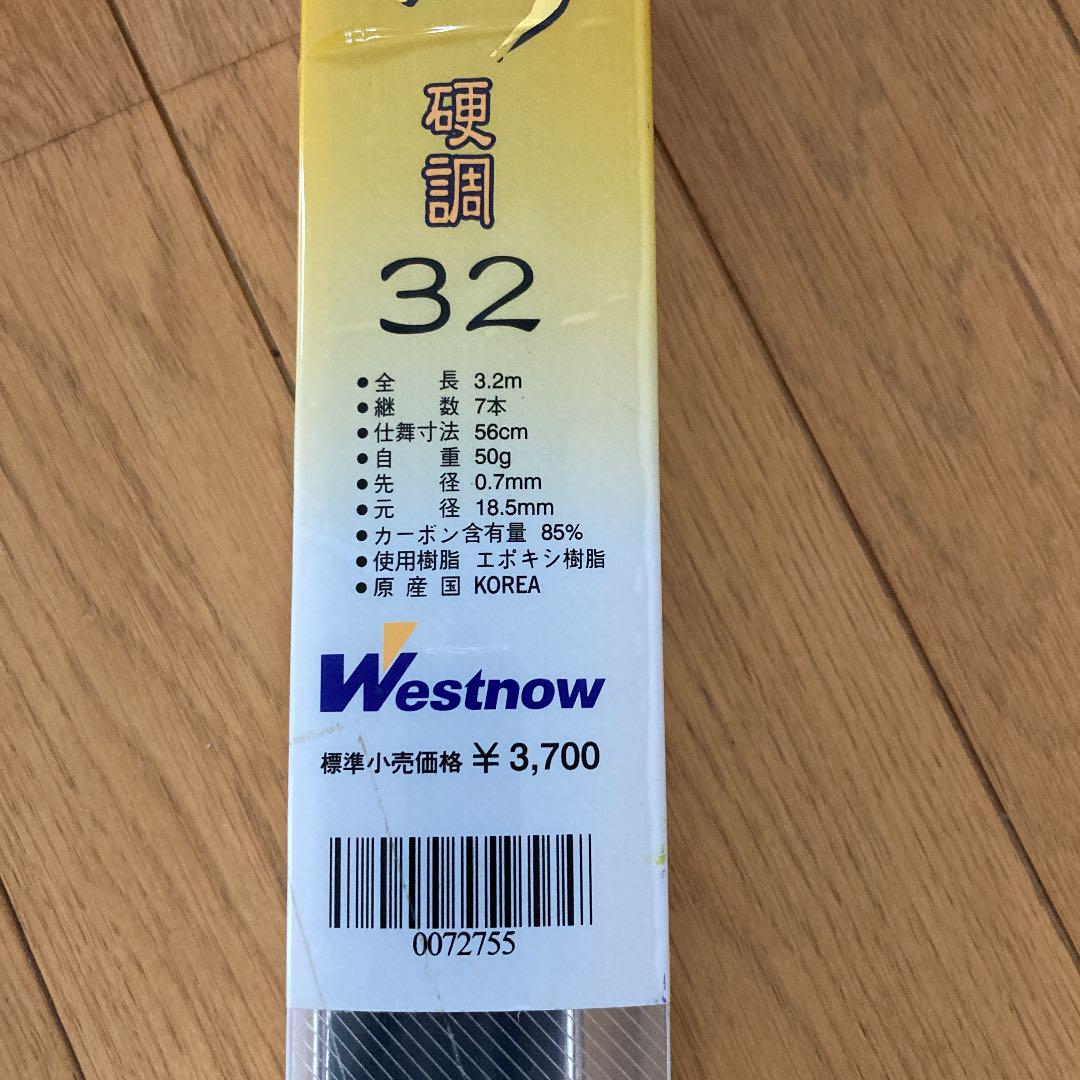 硬調
32
●全長 3.2m
●継数 7本
●仕舞寸法 56cm
●自重 50g
●先径 0.7mm
●元径 18.5mm
●カーボン含有量 85%
●使用樹脂 エポキシ樹脂
●原産国 KOREA
Westnow
標準小売価格 ¥3,700
0072755